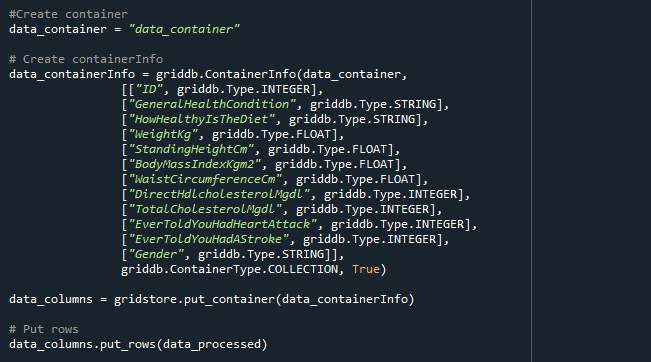 #Create container
data_container = "data_container"
# Create containerInfo
data_containerInfo = griddb.ContainerInfo(data_container,
[["ID", griddb.Type.INTEGER],
["GeneralHealthCondition", griddb.Type.STRING],
["HowHealthyIsTheDiet", griddb.Type.STRING],
["WeightKg", griddb.Type.FLOAT],
["StandingHeightCm", griddb.Type.FLOAT],
["BodyMassIndexKgm2", griddb.Type.FLOAT],
["WaistCircumferenceCm", griddb.Type.FLOAT],
["DirectHdlcholesterolMgdl", griddb.Type.INTEGER],
["TotalCholesterolMgdl", griddb.Type.INTEGER],
["EverToldYouHadHeartAttack", griddb.Type.INTEGER],
["EverToldYouHadAStroke", griddb.Type.INTEGER],
["Gender", griddb.Type.STRING]],
griddb.ContainerType.COLLECTION, True)
data_columns = gridstore.put_container(data_containerInfo)
# Put rows
data_columns.put_rows(data_processed)